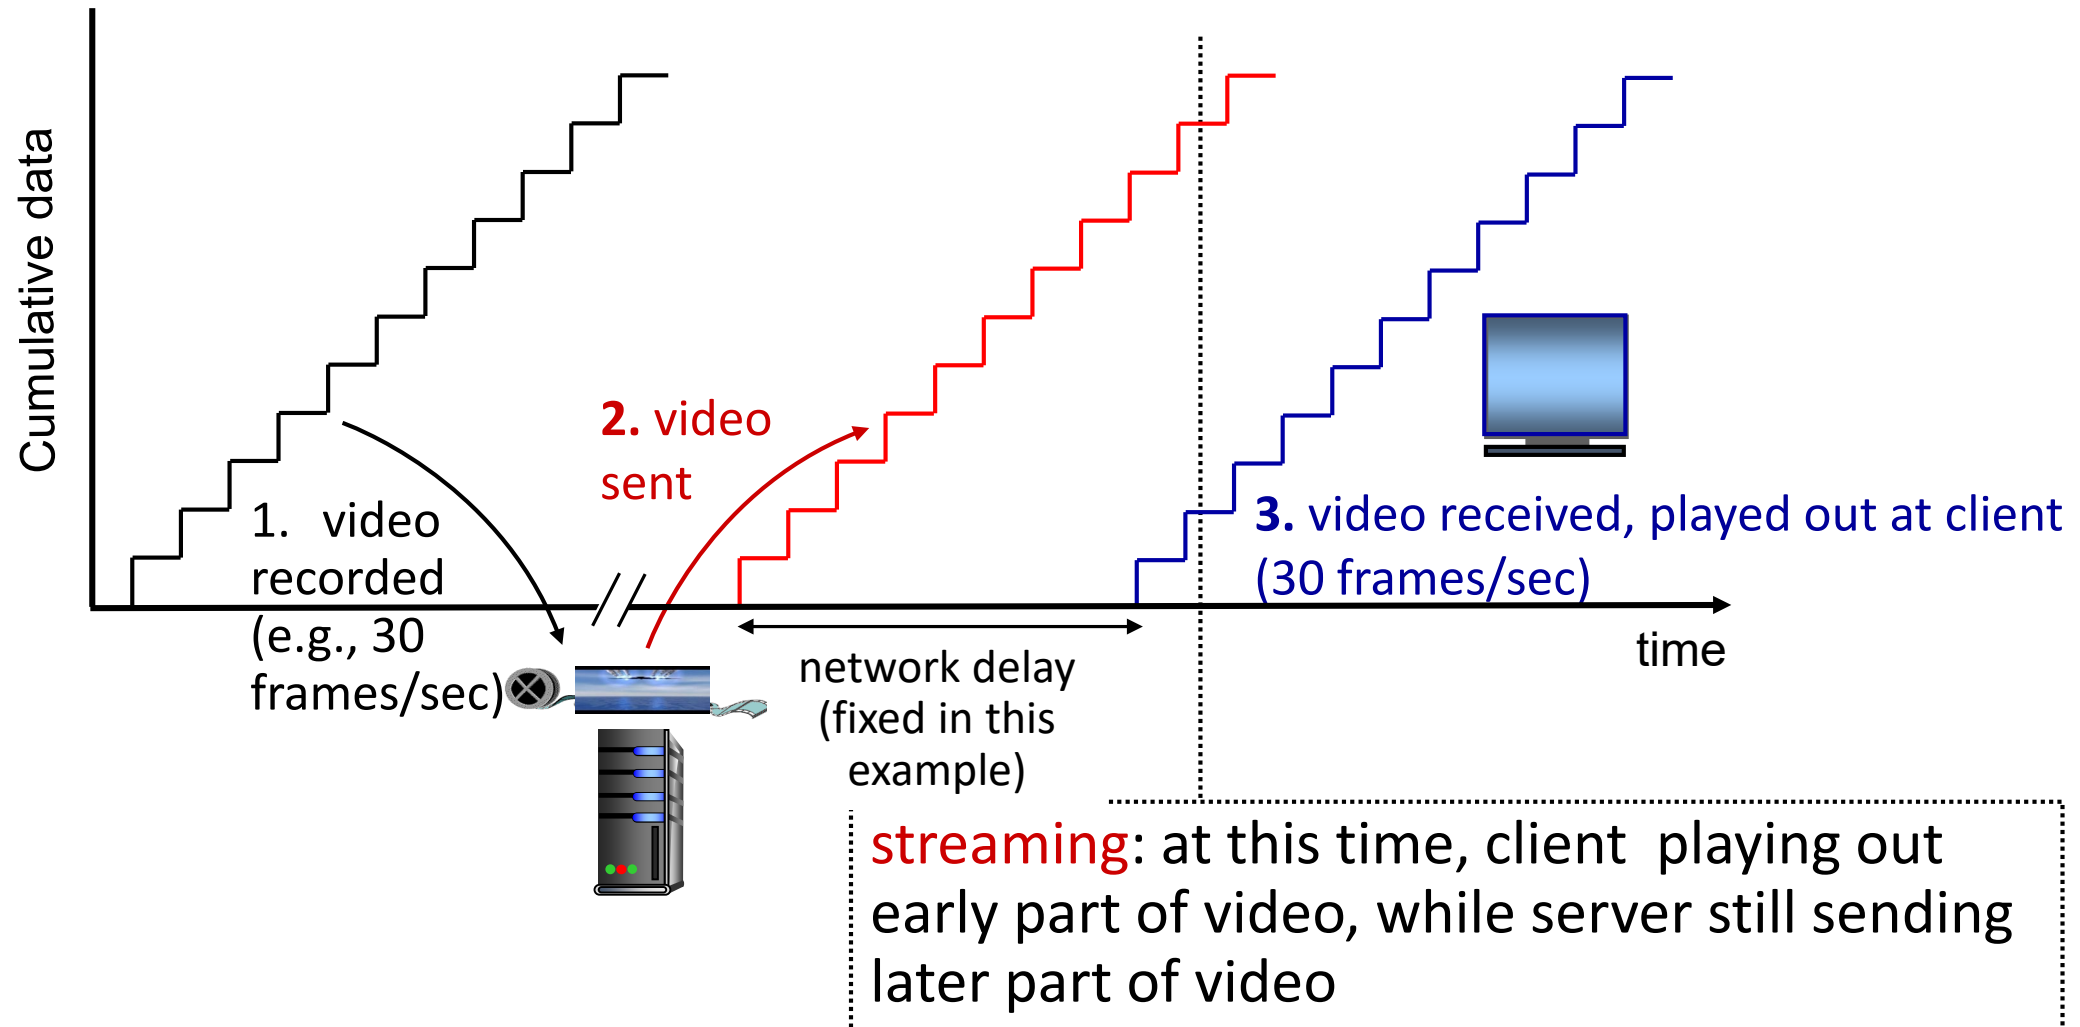 Cumulative data
1. video
recorded
(e.g., 30
frames/sec)
2. video
sent
3. video received, played out at client
(30 frames/sec)
time
network delay
(fixed in this
example)
streaming: at this time, client playing out
early part of video, while server still sending
later part of video